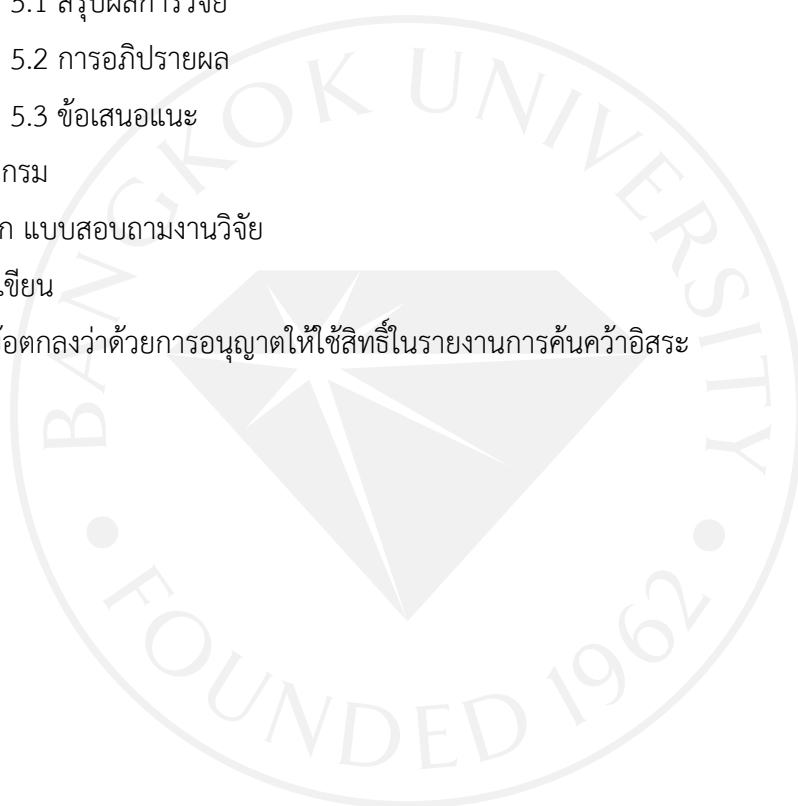 5.1 สรุปผลการวิจัย
5.2 การอภิปรายผล
5.3 ข้อเสนอแนะ
กรม
ก แบบสอบถามงานวิจัย
เขียน
้อตกลงว่าด้วยการอนุญาตให้ใช้สิทธิ์ในรายงานการค้นคว้าอิสระ
BANGKOK UNIVERSITY
FOUNDED 1962